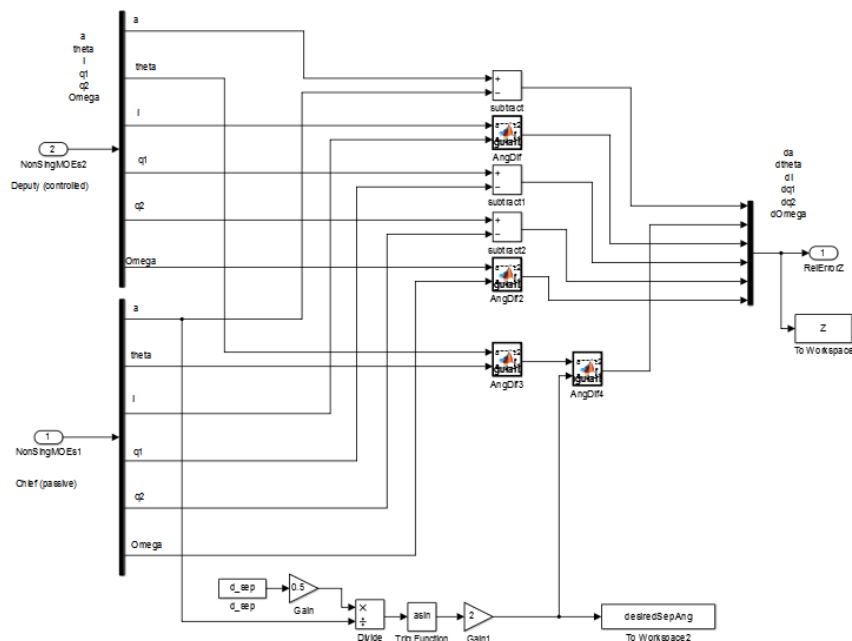 a
theta
I
q1
q2
Omega
2
NonSingMOEs2
Deputy (controlled)
a
theta
I
q1
q2
Omega
+
−
subtract
AngDif
+
−
subtract1
+
−
subtract2
AngDif2
da
dtheta
dI
dq1
dq2
dOmega
1
RelErrorZ
Z
To Workspace
a
theta
I
q1
q2
Omega
1
NonSingMOEs1
Chief (passive)
AngDif3
AngDif4
d_sep
d_sep
0.5
Gain
×
÷
Divide
asin
Trig Function
2
Gain1
desiredSepAng
To Workspace2